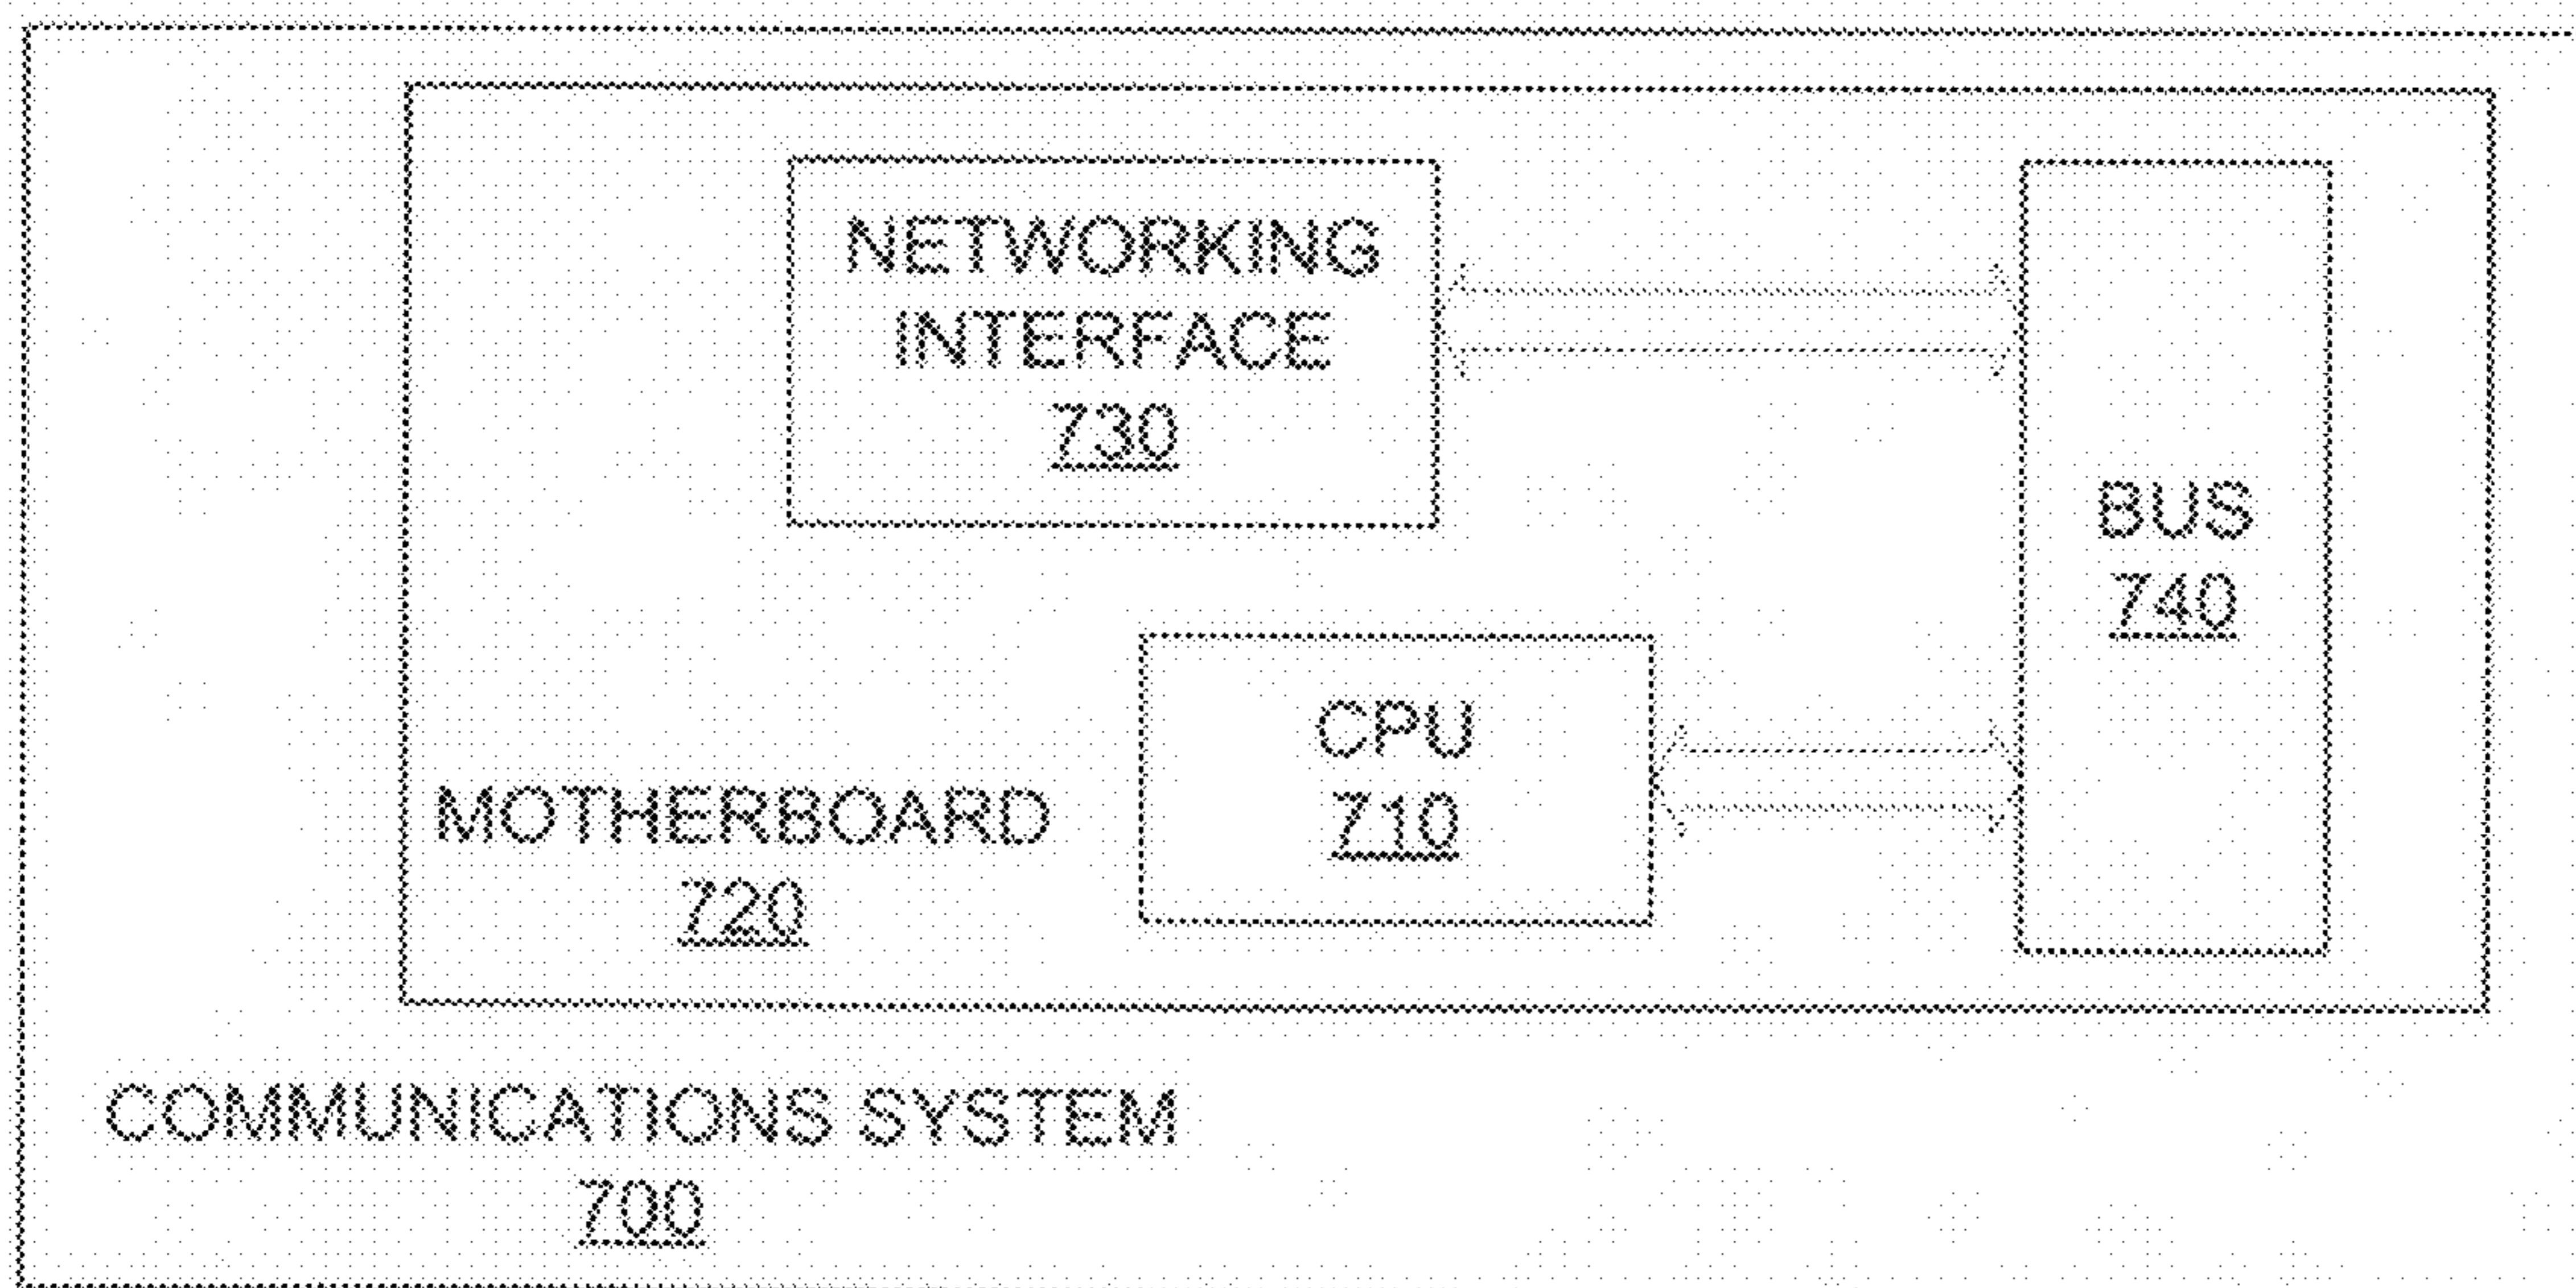 NETWORKING
INTERFACE
730
BUS
740
CPU
710
MOTHERBOARD
720
COMMUNICATIONS SYSTEM
700